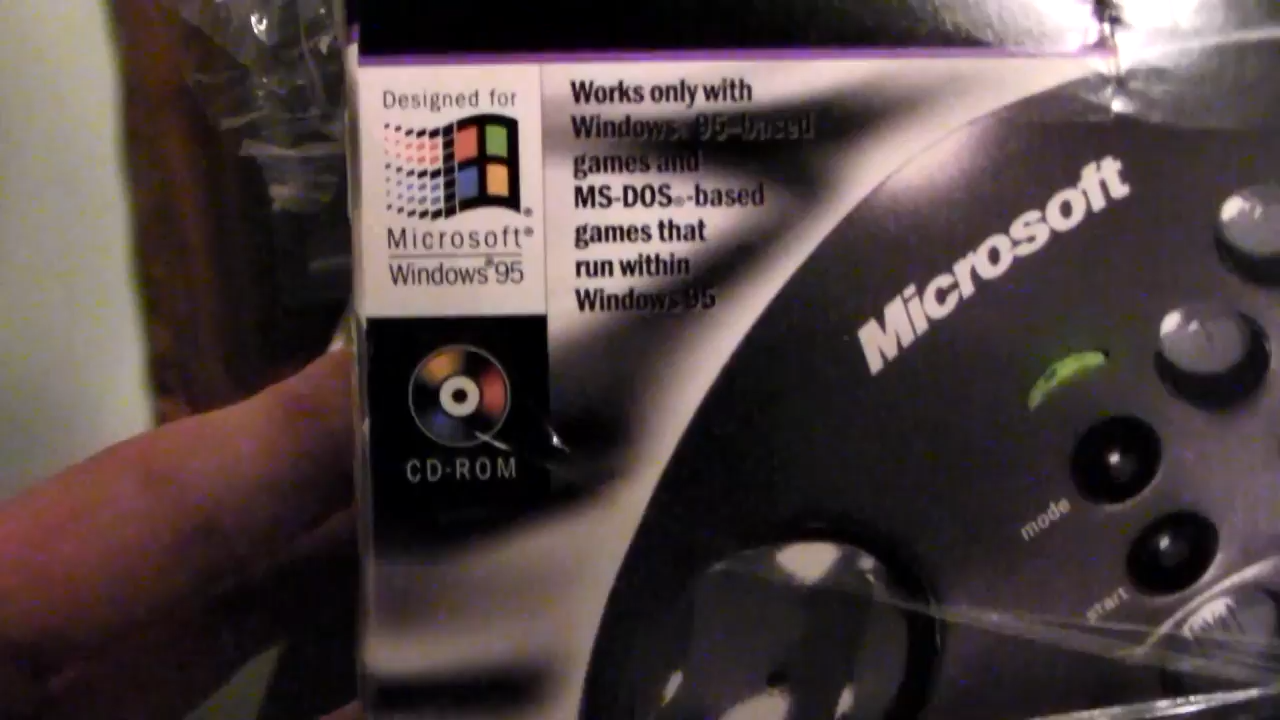 Designed for
Microsoft®
Windows®95
CD-ROM
Works only with
Windows 95-based
games and
MS-DOS®-based
games that
run within
Windows 95
Microsoft
mode
start